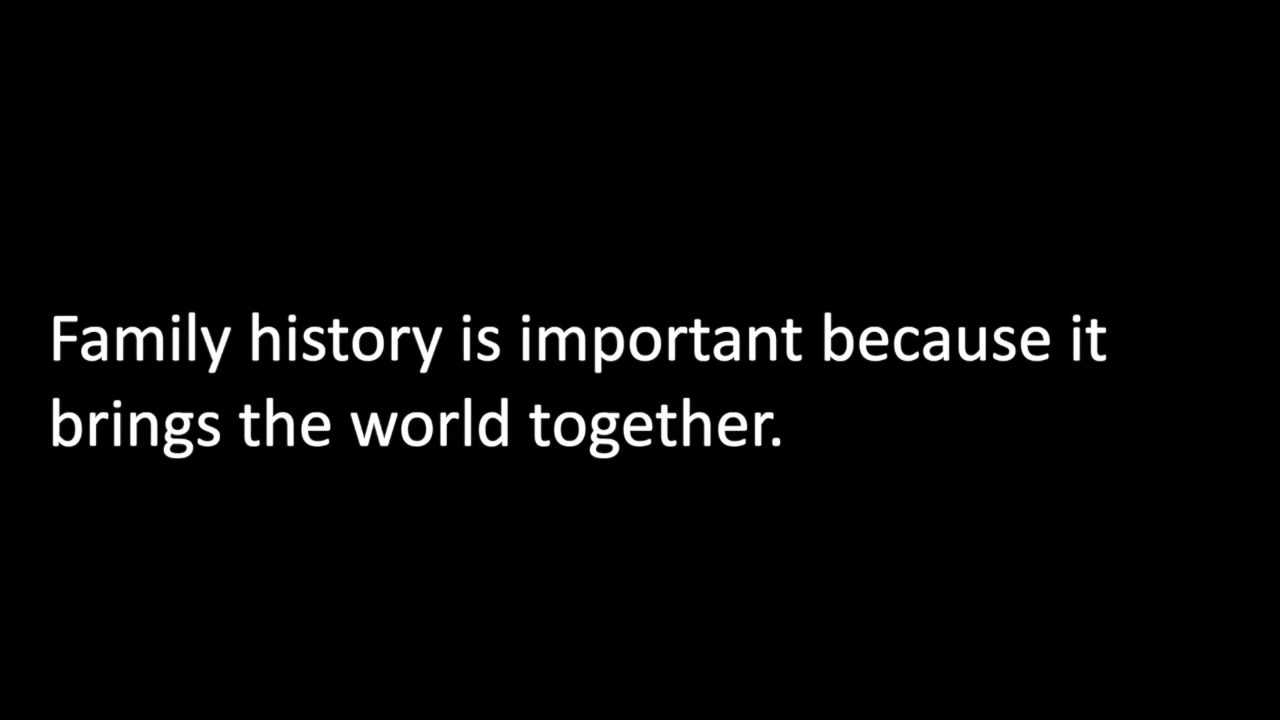 Family history is important because it
brings the world together.